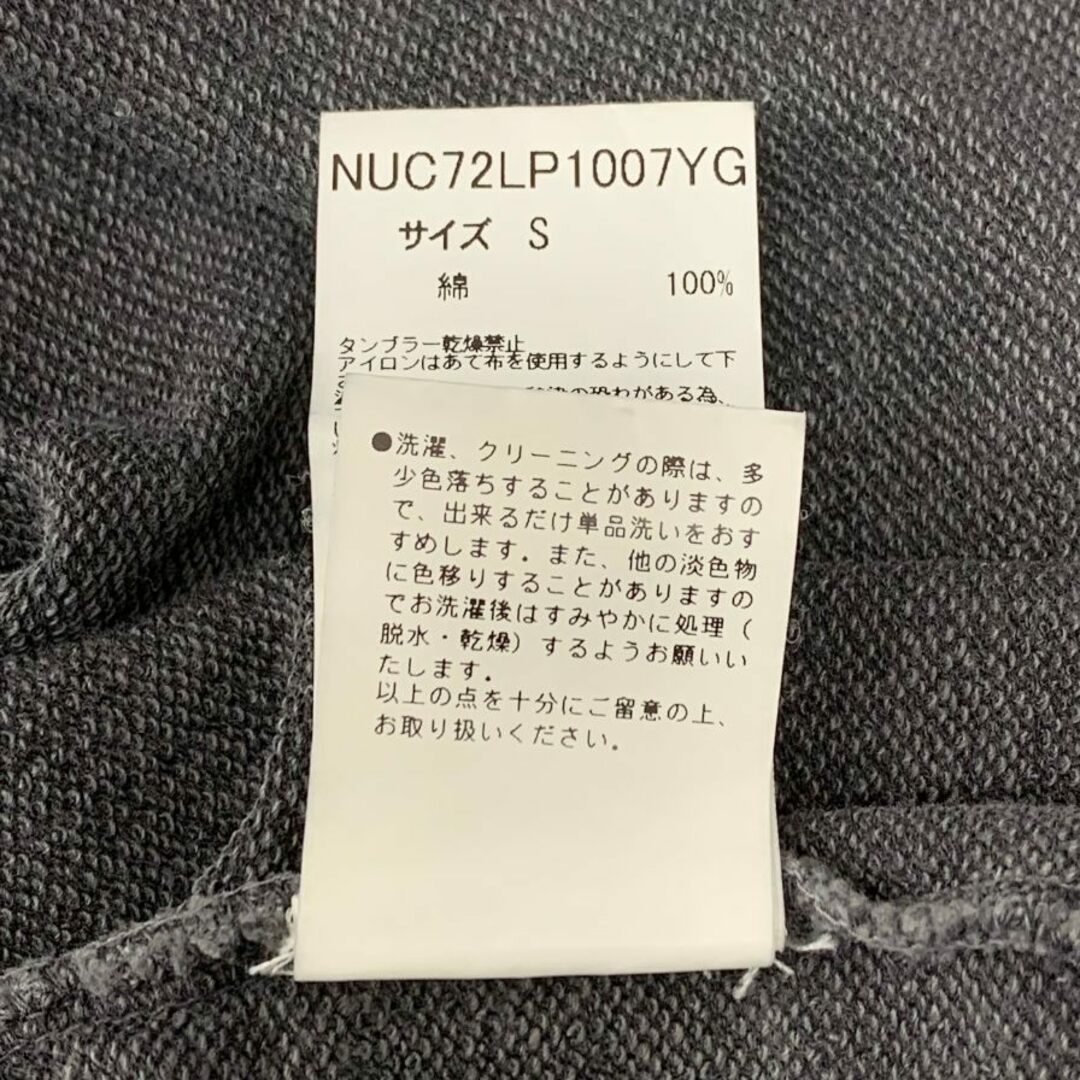 NUC72LP1007YG
サイズ S
綿 100%
タンブラー乾燥禁止
アイロンはあて布を使用するようにして下
の恐れがある為、
●洗濯、クリーニングの際は、多
少色落ちすることがありますの
で、出来るだけ単品洗いをおす
すめします．また、他の淡色物
に色移りすることがありますの
でお洗濯後はすみやかに処理（
脱水・乾燥）するようお願いい
たします．
以上の点を十分にご留意の上、
お取り扱いください．